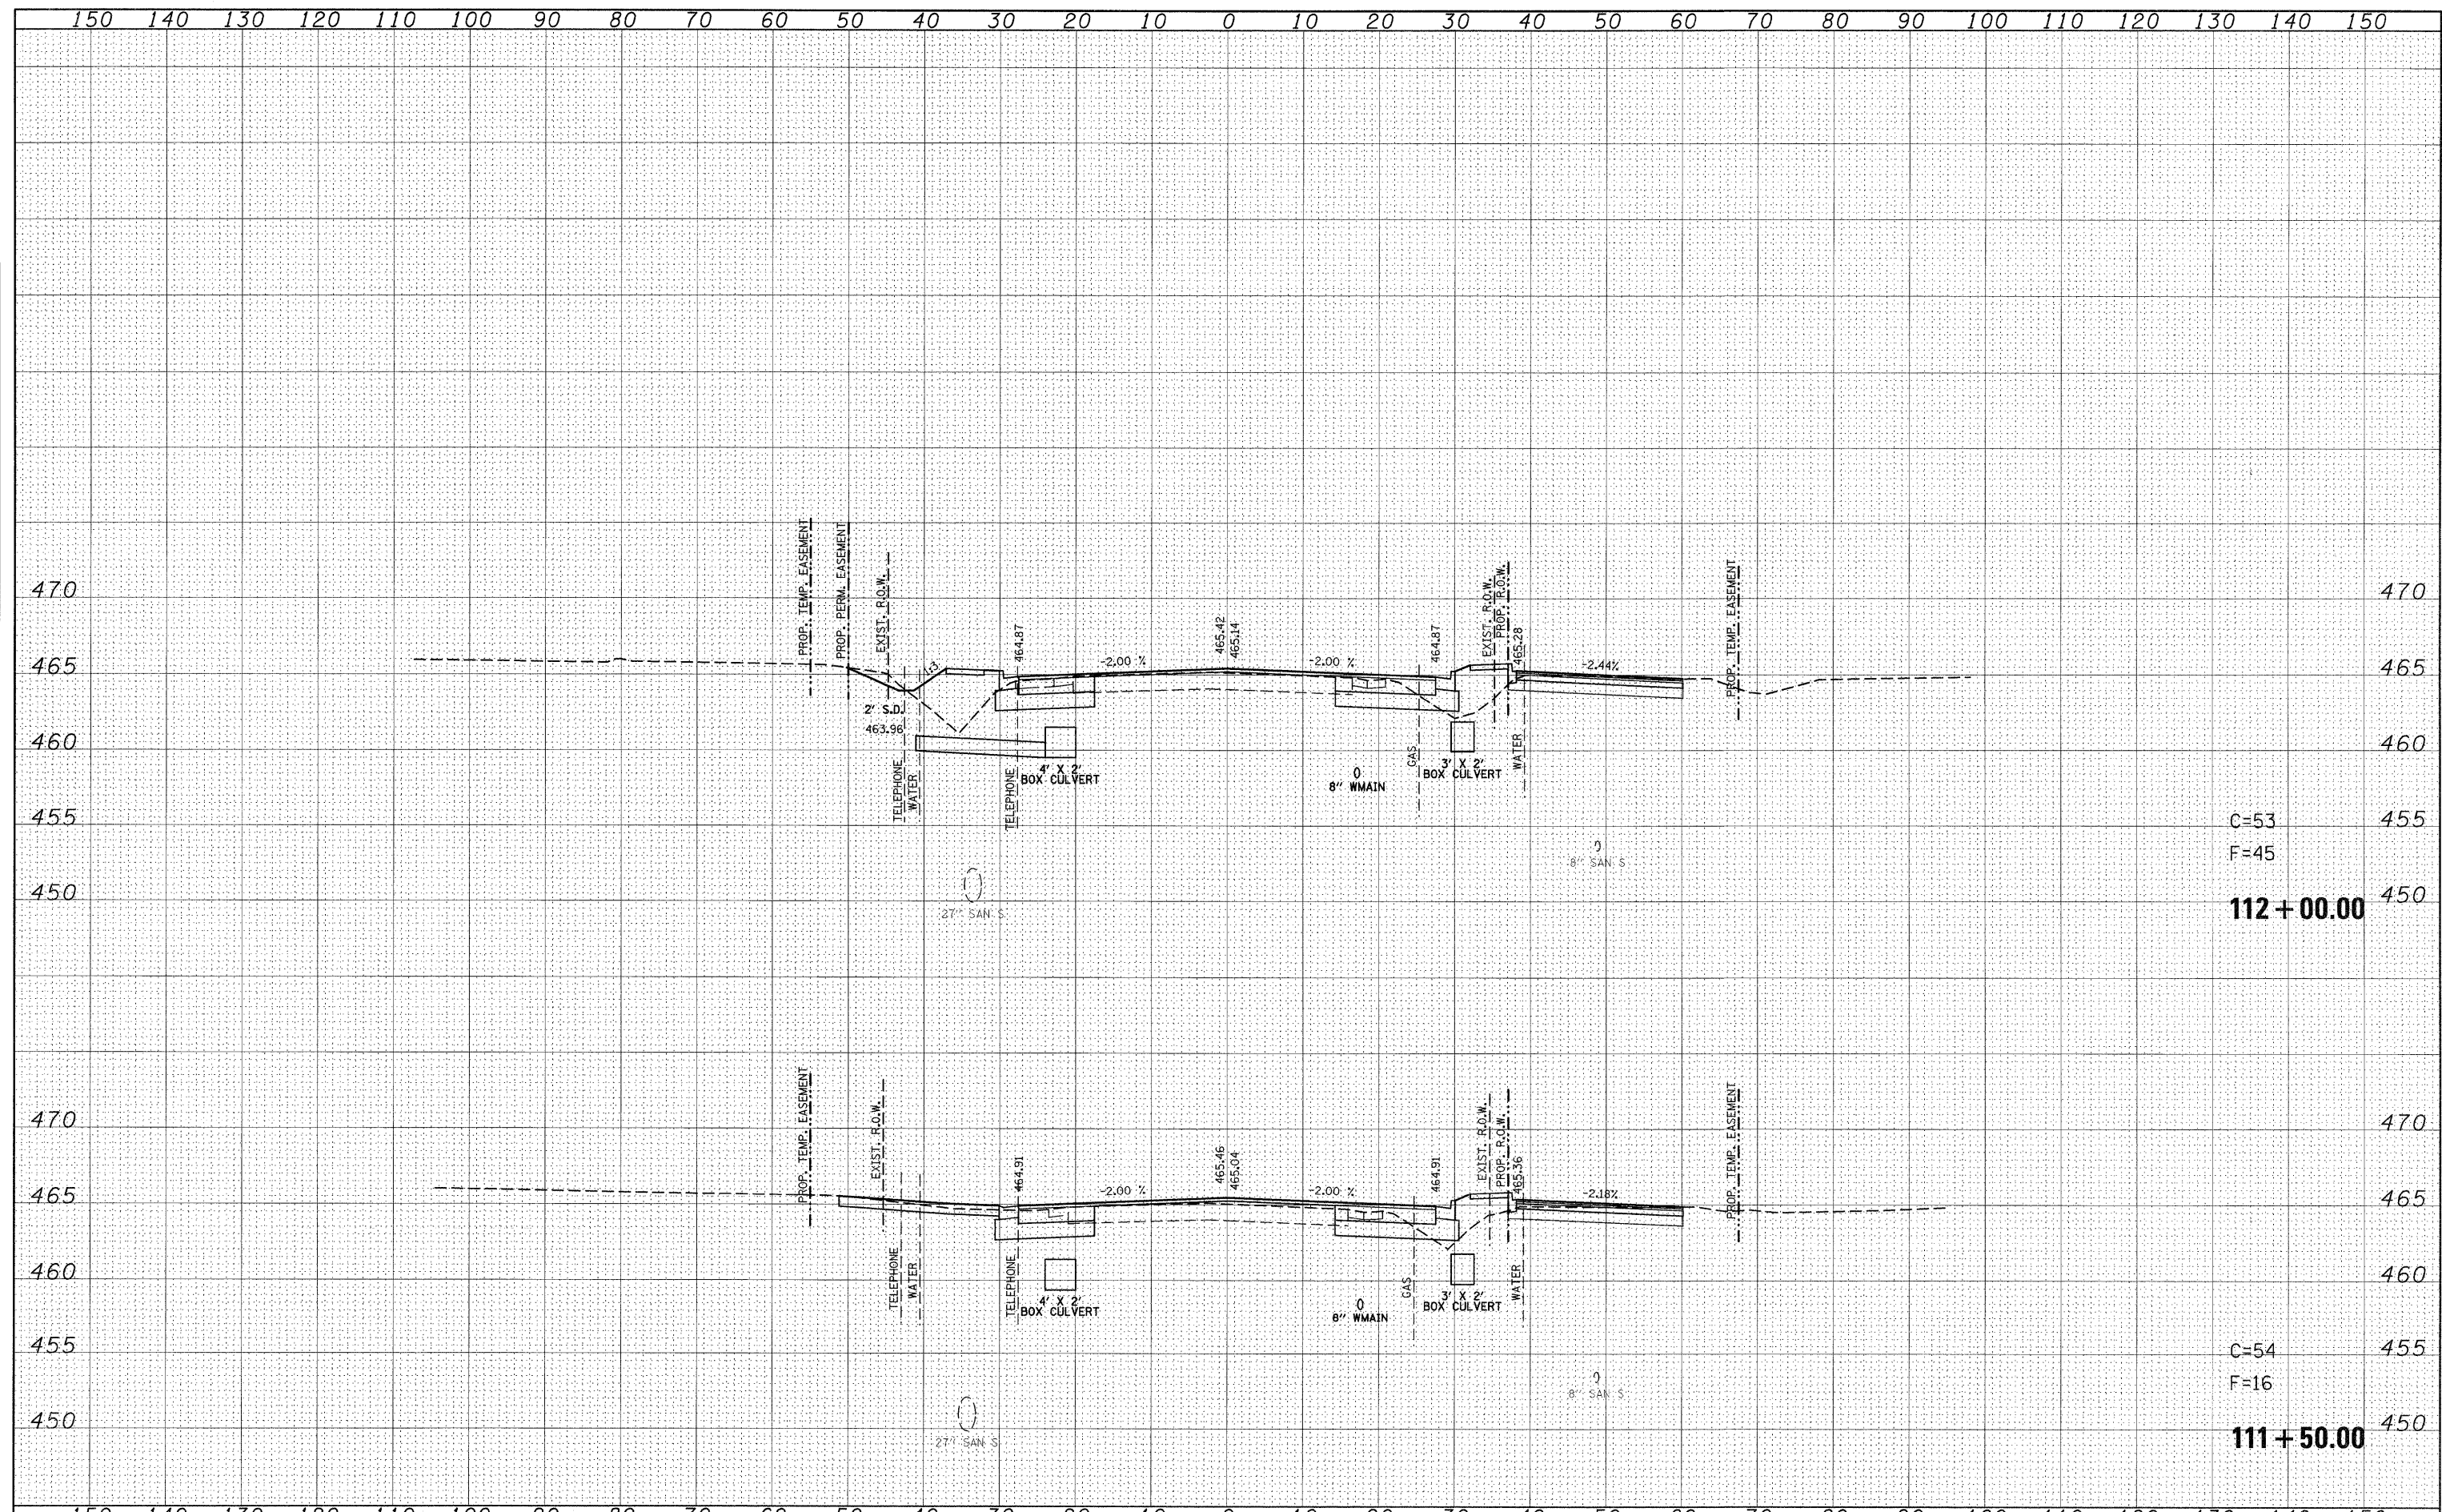 150 140 130 120 110 100 90 80 70 60 50 40 30 20 10 0 10 20 30 40 50 60 70 80 90 100 110 120 130 140 150
PROP. TEMP. EASEMENT
PROP. PERM. EASEMENT
EXIST. R.O.W.
EXIST. R.O.W.
PROP. R.O.W.
PROP. TEMP. EASEMENT
470 470
464.87
465.42
465.14
464.87
465.28
465 465
1:3
-2.00 %
-2.00 %
-2.44%
2' S.D.
463.96
460 460
TELEPHONE
WATER
TELEPHONE
4' X 2'
BOX CULVERT
8'' WMAIN
GAS
3' X 2'
BOX CULVERT
WATER
455 455
C=53
F=45
8'' SAN S
450 450
27'' SAN S
112+00.00
PROP. TEMP. EASEMENT
EXIST. R.O.W.
EXIST. R.O.W.
PROP. R.O.W.
PROP. TEMP. EASEMENT
470 470
464.91
465.46
465.04
464.91
465.36
465 465
-2.00 %
-2.00 %
-2.18%
460 460
TELEPHONE
WATER
TELEPHONE
4' X 2'
BOX CULVERT
8'' WMAIN
GAS
3' X 2'
BOX CULVERT
WATER
455 455
C=54
F=16
8'' SAN S
450 450
27'' SAN S
111+50.00